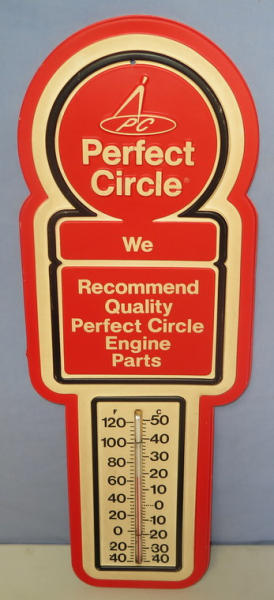 PC
Perfect
Circle®
We
Recommend
Quality
Perfect Circle
Engine
Parts
F C
120 50
100 40
80 30
60 20
40 10
20 0
0 10
20 20
40 30
40